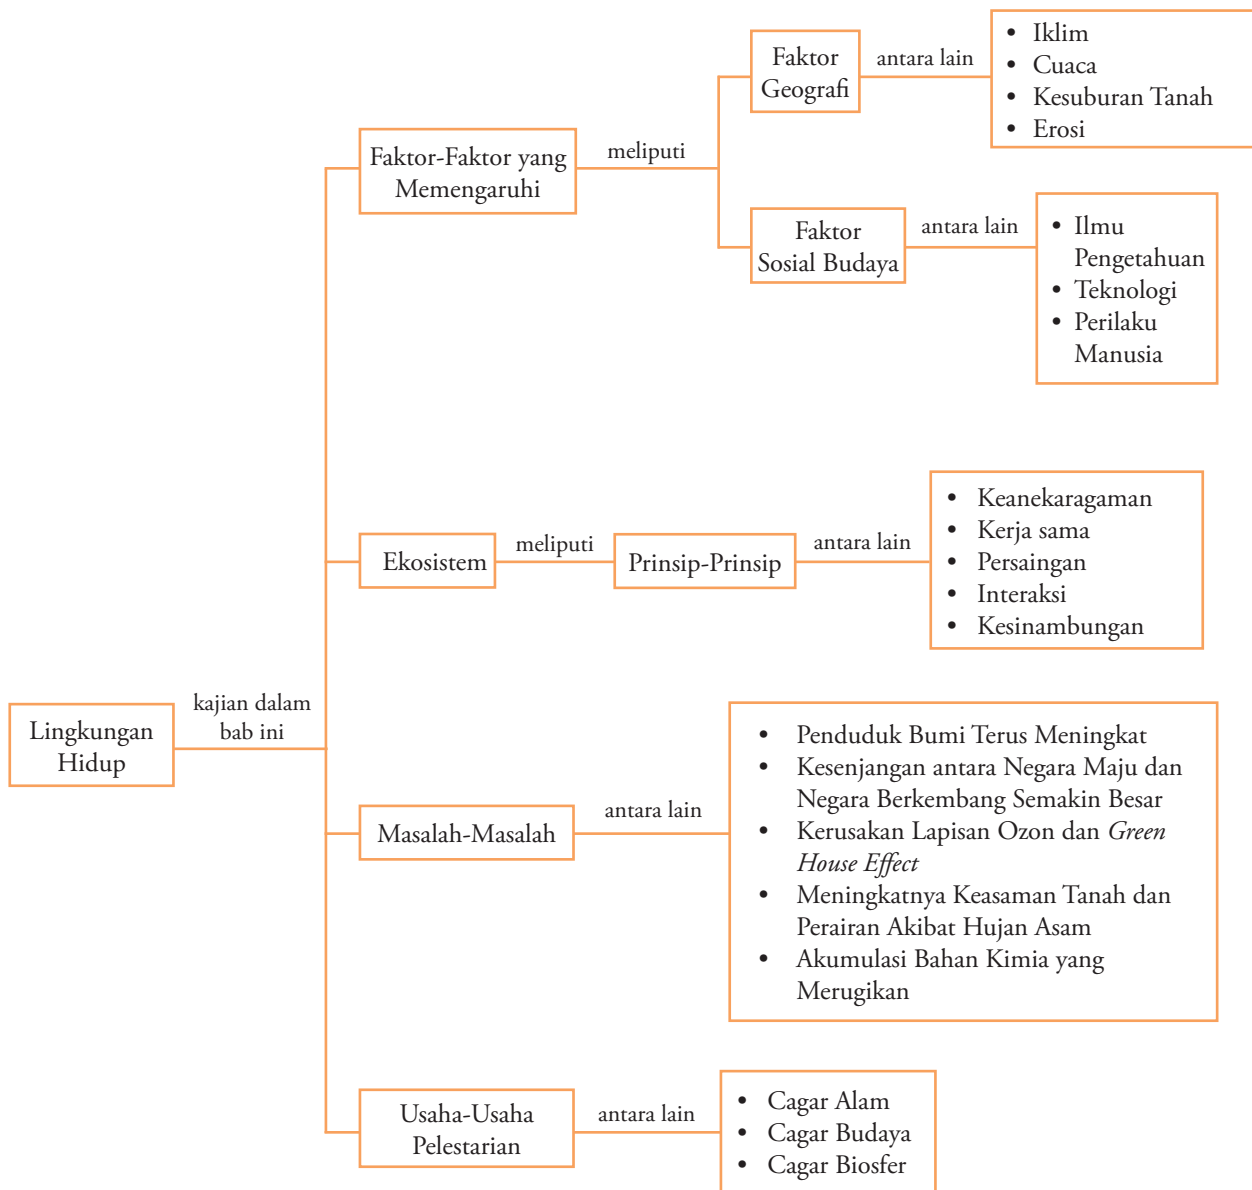 Lingkungan
Hidup
kajian dalam
bab ini
Faktor-Faktor yang
Memengaruhi
meliputi
Faktor
Geografi
antara lain
• Iklim
• Cuaca
• Kesuburan Tanah
• Erosi
Faktor
Sosial Budaya
antara lain
• Ilmu
Pengetahuan
• Teknologi
• Perilaku
Manusia
Ekosistem
meliputi
Prinsip-Prinsip
antara lain
• Keanekaragaman
• Kerja sama
• Persaingan
• Interaksi
• Kesinambungan
Masalah-Masalah
antara lain
• Penduduk Bumi Terus Meningkat
• Kesenjangan antara Negara Maju dan
Negara Berkembang Semakin Besar
• Kerusakan Lapisan Ozon dan Green
House Effect
• Meningkatnya Keasaman Tanah dan
Perairan Akibat Hujan Asam
• Akumulasi Bahan Kimia yang
Merugikan
Usaha-Usaha
Pelestarian
antara lain
• Cagar Alam
• Cagar Budaya
• Cagar Biosfer